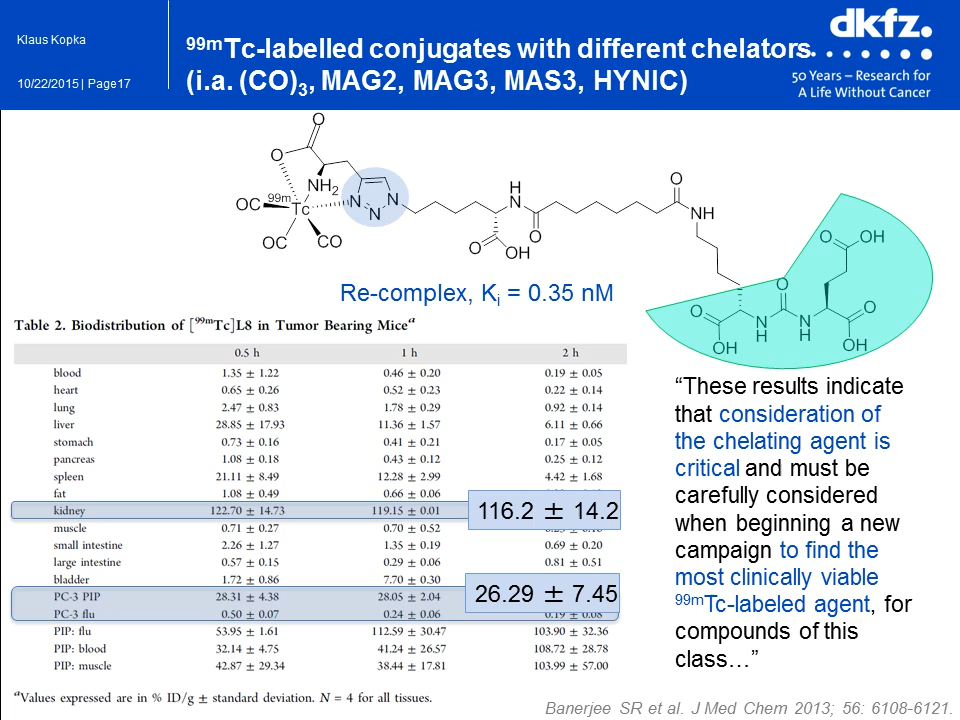 Klaus Kopka
10/22/2015 | Page17
99mTc-labelled conjugates with different chelators
(i.a. (CO)3, MAG2, MAG3, MAS3, HYNIC)
dkfz.
50 Years – Research for
A Life Without Cancer
O
O
NH2
99m
Tc
OC
OC
CO
N
N
N
H
N
O
O
OH
O
NH
O
OH
O
O
OH
N
H
N
H
O
OH
Re-complex, Ki = 0.35 nM
Table 2. Biodistribution of [99mTc]L8 in Tumor Bearing Micea
0.5 h 1 h 2 h
blood 1.35 ± 1.22 0.46 ± 0.20 0.19 ± 0.05
heart 0.65 ± 0.26 0.52 ± 0.23 0.22 ± 0.14
lung 2.47 ± 0.83 1.78 ± 0.29 0.92 ± 0.14
liver 28.85 ± 17.93 11.36 ± 1.57 6.11 ± 0.66
stomach 0.73 ± 0.16 0.41 ± 0.21 0.17 ± 0.05
pancreas 1.08 ± 0.18 0.43 ± 0.12 0.25 ± 0.12
spleen 21.11 ± 8.49 12.28 ± 2.99 4.42 ± 1.68
fat 1.08 ± 0.49 0.66 ± 0.06
kidney 122.70 ± 14.73 119.15 ± 0.01 116.2 ± 14.2
muscle 0.71 ± 0.27 0.70 ± 0.52
small intestine 2.26 ± 1.27 1.35 ± 0.19 0.69 ± 0.20
large intestine 0.57 ± 0.15 0.29 ± 0.06 0.81 ± 0.51
bladder 1.72 ± 0.86 7.70 ± 0.30
PC-3 PIP 28.31 ± 4.38 28.05 ± 2.04 26.29 ± 7.45
PC-3 flu 0.50 ± 0.07 0.24 ± 0.06 0.19 ± 0.08
PIP: flu 53.95 ± 1.61 112.59 ± 30.47 103.90 ± 32.36
PIP: blood 32.14 ± 4.75 41.24 ± 26.57 108.72 ± 28.78
PIP: muscle 42.87 ± 29.34 38.44 ± 17.81 103.99 ± 57.00
aValues expressed are in % ID/g ± standard deviation. N = 4 for all tissues.
“These results indicate
that consideration of
the chelating agent is
critical and must be
carefully considered
when beginning a new
campaign to find the
most clinically viable
99mTc-labeled agent, for
compounds of this
class…”
Banerjee SR et al. J Med Chem 2013; 56: 6108-6121.